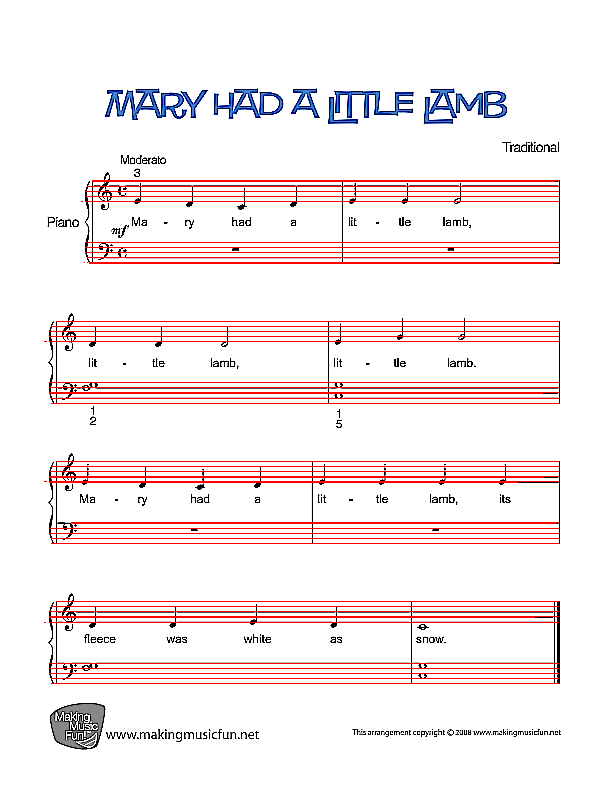 MARY HAD A LITTLE LAMB
Traditional
Moderato
3
Piano
mf
Ma - ry had a lit - tle lamb,
lit - tle lamb, lit - tle lamb.
1 1
2 5
Ma - ry had a lit - tle lamb, its
fleece was white as snow.
Making
Music
Fun!
www.makingmusicfun.net
This arrangement copyright © 2008 www.makingmusicfun.net